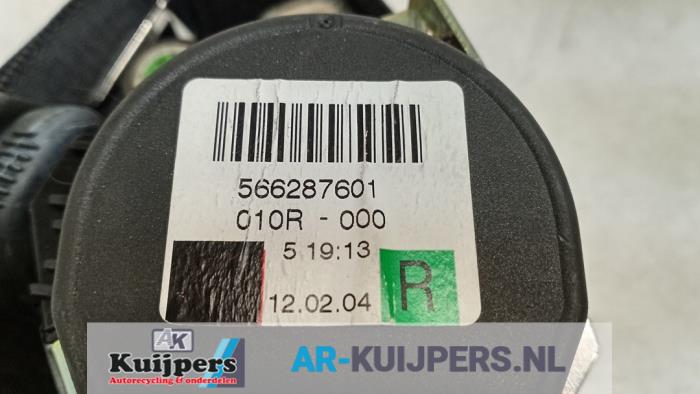 566287601
010R - 000
5 19:13
12.02.04
R
AK
Kuijpers
Autorecycling & onderdelen
AR-KUIJPERS.NL